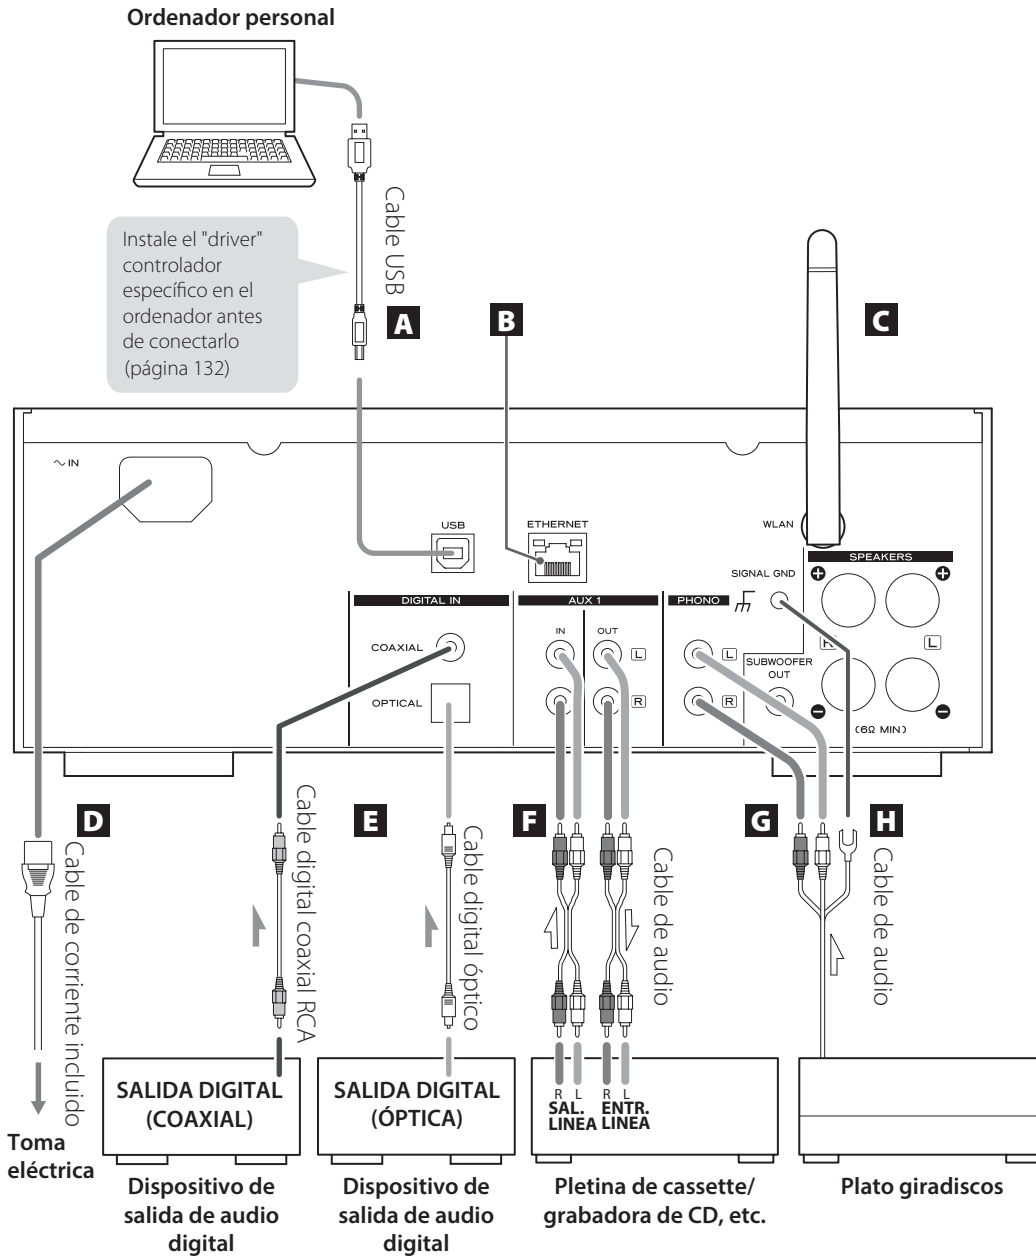 Ordenador personal
Instale el "driver"
controlador
específico en el
ordenador antes
de conectarlo
(página 132)
Cable USB
A
B
C
IN
USB
ETHERNET
WLAN
SPEAKERS
SIGNAL GND
DIGITAL IN
AUX 1
PHONO
COAXIAL
IN
OUT
L
L
R
L
SUBWOOFER
OUT
OPTICAL
R
R
(6Ω MIN)
D
E
F
G
H
Cable de corriente incluido
Cable digital coaxial RCA
Cable digital óptico
Cable de audio
Cable de audio
SALIDA DIGITAL
(COAXIAL)
SALIDA DIGITAL
(ÓPTICA)
R L R L
SAL. ENTR.
LINEA LINEA
Toma
eléctrica
Dispositivo de
salida de audio
digital
Dispositivo de
salida de audio
digital
Pletina de cassette/
grabadora de CD, etc.
Plato giradiscos